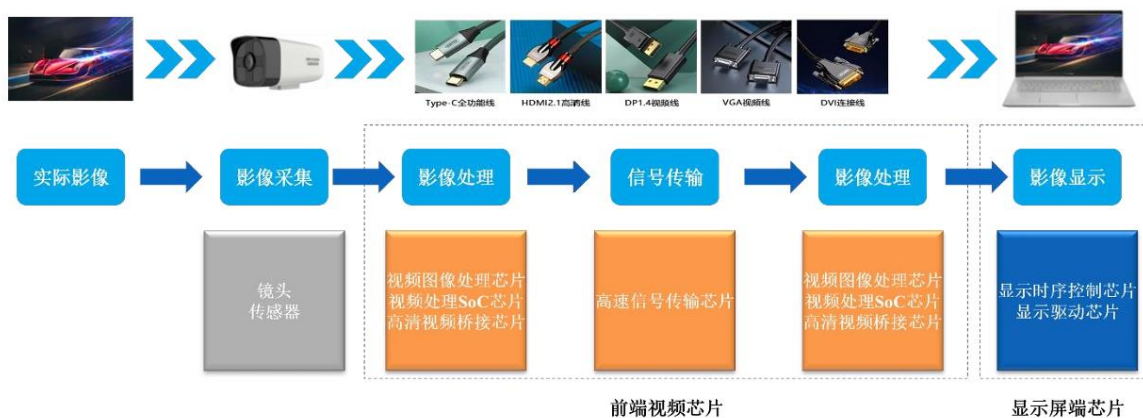 Type-C全功能线
HDMI2.1高清线
DP1.4视频线
VGA视频线
DVI连接线
实际影像
影像采集
影像处理
信号传输
影像处理
影像显示
镜头
传感器
视频图像处理芯片
视频处理SoC芯片
高清视频桥接芯片
高速信号传输芯片
视频图像处理芯片
视频处理SoC芯片
高清视频桥接芯片
显示时序控制芯片
显示驱动芯片
前端视频芯片
显示屏端芯片